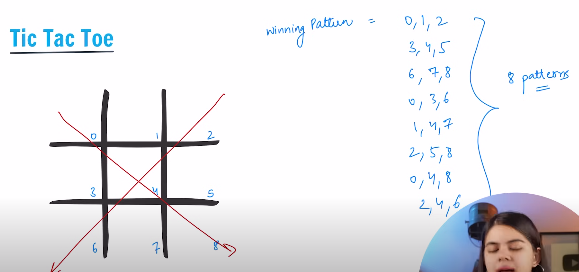 Tic Tac Toe
winning Pattern =
0, 1, 2
3, 4, 5
6, 7, 8
0, 3, 6
1, 4, 7
2, 5, 8
0, 4, 8
2, 4, 6
8 patterns
0 1 2
3 4 5
6 7 8